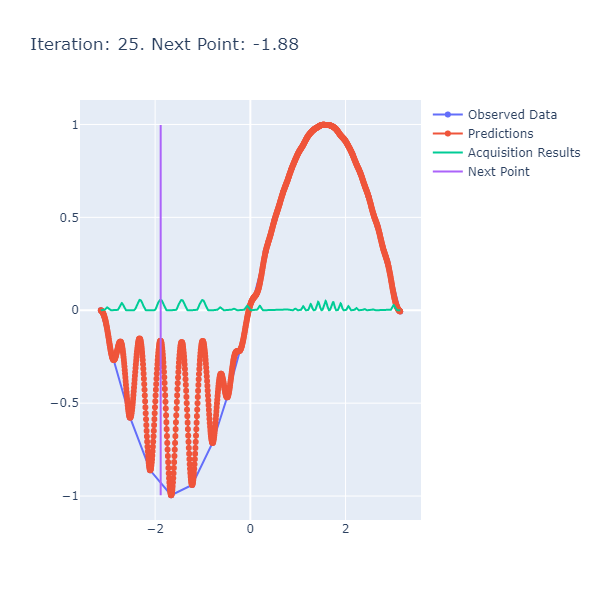 Iteration: 25. Next Point: -1.88
Observed Data
Predictions
Acquisition Results
Next Point
1
0.5
0
−0.5
−1
−2
0
2